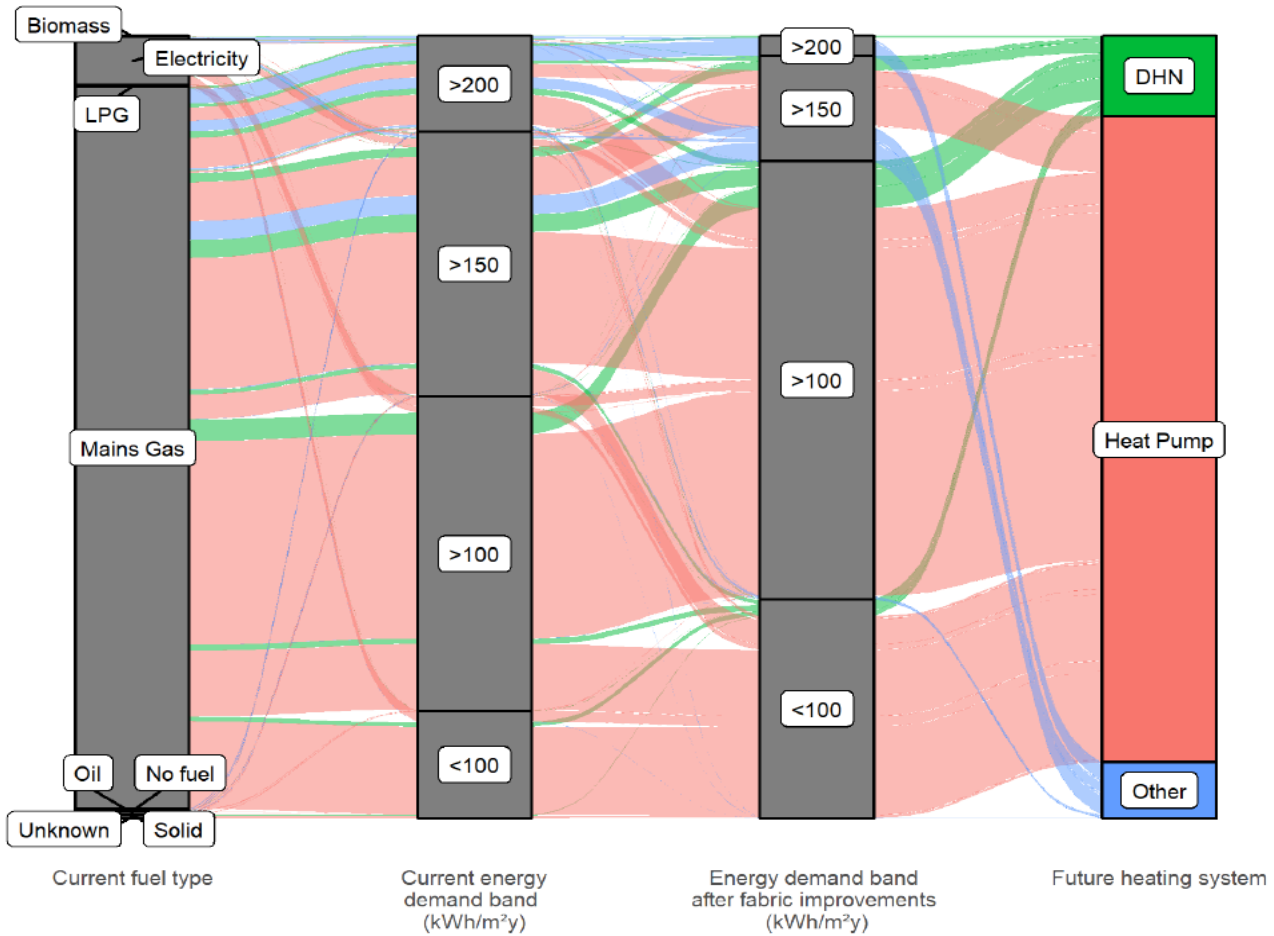 Biomass
Electricity
LPG
Mains Gas
Oil
No fuel
Unknown
Solid
>200
>150
>100
<100
>200
>150
>100
<100
DHN
Heat Pump
Other
Current fuel type
Current energy
demand band
(kWh/m²y)
Energy demand band
after fabric improvements
(kWh/m²y)
Future heating system